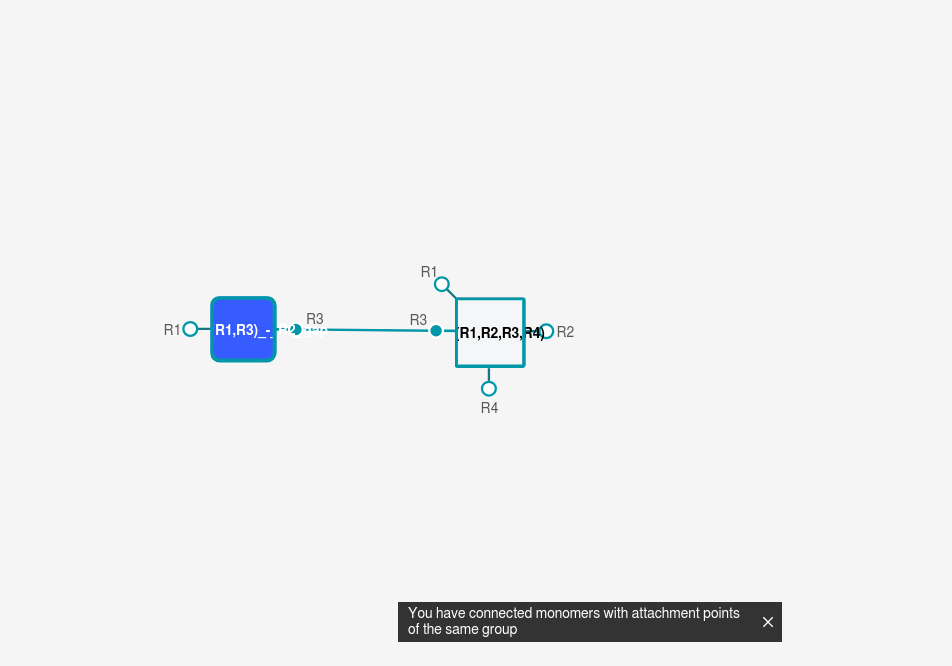 R1
R1
R1,R3)_-_R2_gap
R3
R3
(R1,R2,R3,R4)
R2
R4
You have connected monomers with attachment points
of the same group